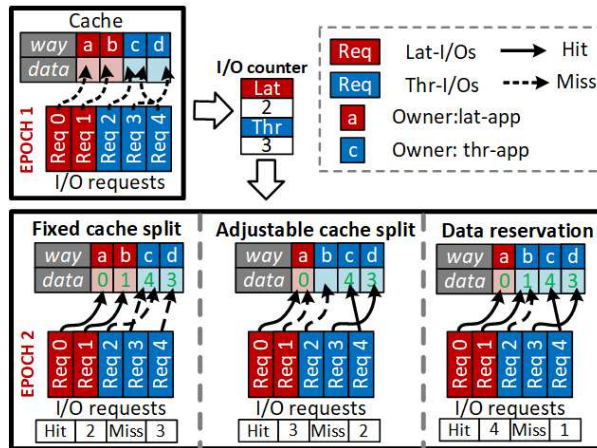 Cache
way a b c d
data
Req 0 Req 1 Req 2 Req 3 Req 4
EPOCH 1
I/O requests
I/O counter
Lat
2
Thr
3
Req Lat-I/Os Hit
Req Thr-I/Os Miss
a Owner:lat-app
c Owner: thr-app
Fixed cache split
way a b c d
data 0 1 4 3
EPOCH 2
Req 0 Req 1 Req 2 Req 3 Req 4
I/O requests
Hit 2 Miss 3
Adjustable cache split
way a b c d
data 0 4 3
Req 0 Req 1 Req 2 Req 3 Req 4
I/O requests
Hit 3 Miss 2
Data reservation
way a b c d
data 0 1 4 3
Req 0 Req 1 Req 2 Req 3 Req 4
I/O requests
Hit 4 Miss 1